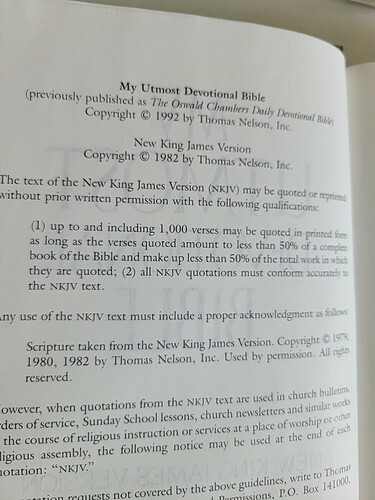 My Utmost Devotional Bible
(previously published as The Oswald Chambers Daily Devotional Bible)
Copyright © 1992 by Thomas Nelson, Inc.
New King James Version
Copyright © 1982 by Thomas Nelson, Inc.
The text of the New King James Version (NKJV) may be quoted or reprinted
without prior written permission with the following qualifications:
(1) up to and including 1,000 verses may be quoted in printed form
as long as the verses quoted amount to less than 50% of a complete
book of the Bible and make up less than 50% of the total work in which
they are quoted; (2) all NKJV quotations must conform accurately to
the NKJV text.
Any use of the NKJV text must include a proper acknowledgment as follows:
Scripture taken from the New King James Version. Copyright © 1979,
1980, 1982 by Thomas Nelson, Inc. Used by permission. All rights
reserved.
owever, when quotations from the NKJV text are used in church bulletins,
ders of service, Sunday School lessons, church newsletters and similar works
the course of religious instruction or services at a place of worship or other
ligious assembly, the following notice may be used at the end of each
uotation: “NKJV.”
requests not covered by the above guidelines, write to Thomas
Permissions, P.O. Box 141000,